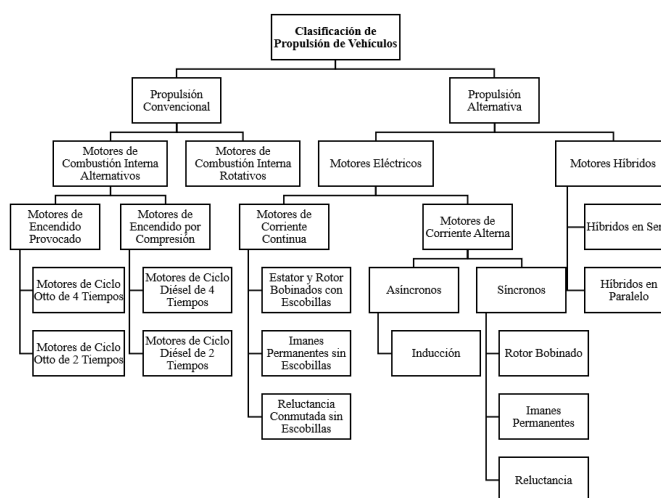 Clasificación de
Propulsión de Vehículos
Propulsión
Convencional
Propulsión
Alternativa
Motores de
Combustión Interna
Alternativos
Motores de
Combustión Interna
Rotativos
Motores Eléctricos
Motores Híbridos
Motores de
Encendido
Provocado
Motores de
Encendido por
Compresión
Motores de
Corriente
Continua
Motores de
Corriente Alterna
Híbridos en Ser
Motores de Ciclo
Otto de 4 Tiempos
Motores de Ciclo
Diésel de 4
Tiempos
Estator y Rotor
Bobinados con
Escobillas
Asíncronos
Síncronos
Híbridos en
Paralelo
Motores de Ciclo
Otto de 2 Tiempos
Motores de Ciclo
Diésel de 2
Tiempos
Imanes
Permanentes sin
Escobillas
Inducción
Rotor Bobinado
Reluctancia
Conmutada sin
Escobillas
Imanes
Permanentes
Reluctancia